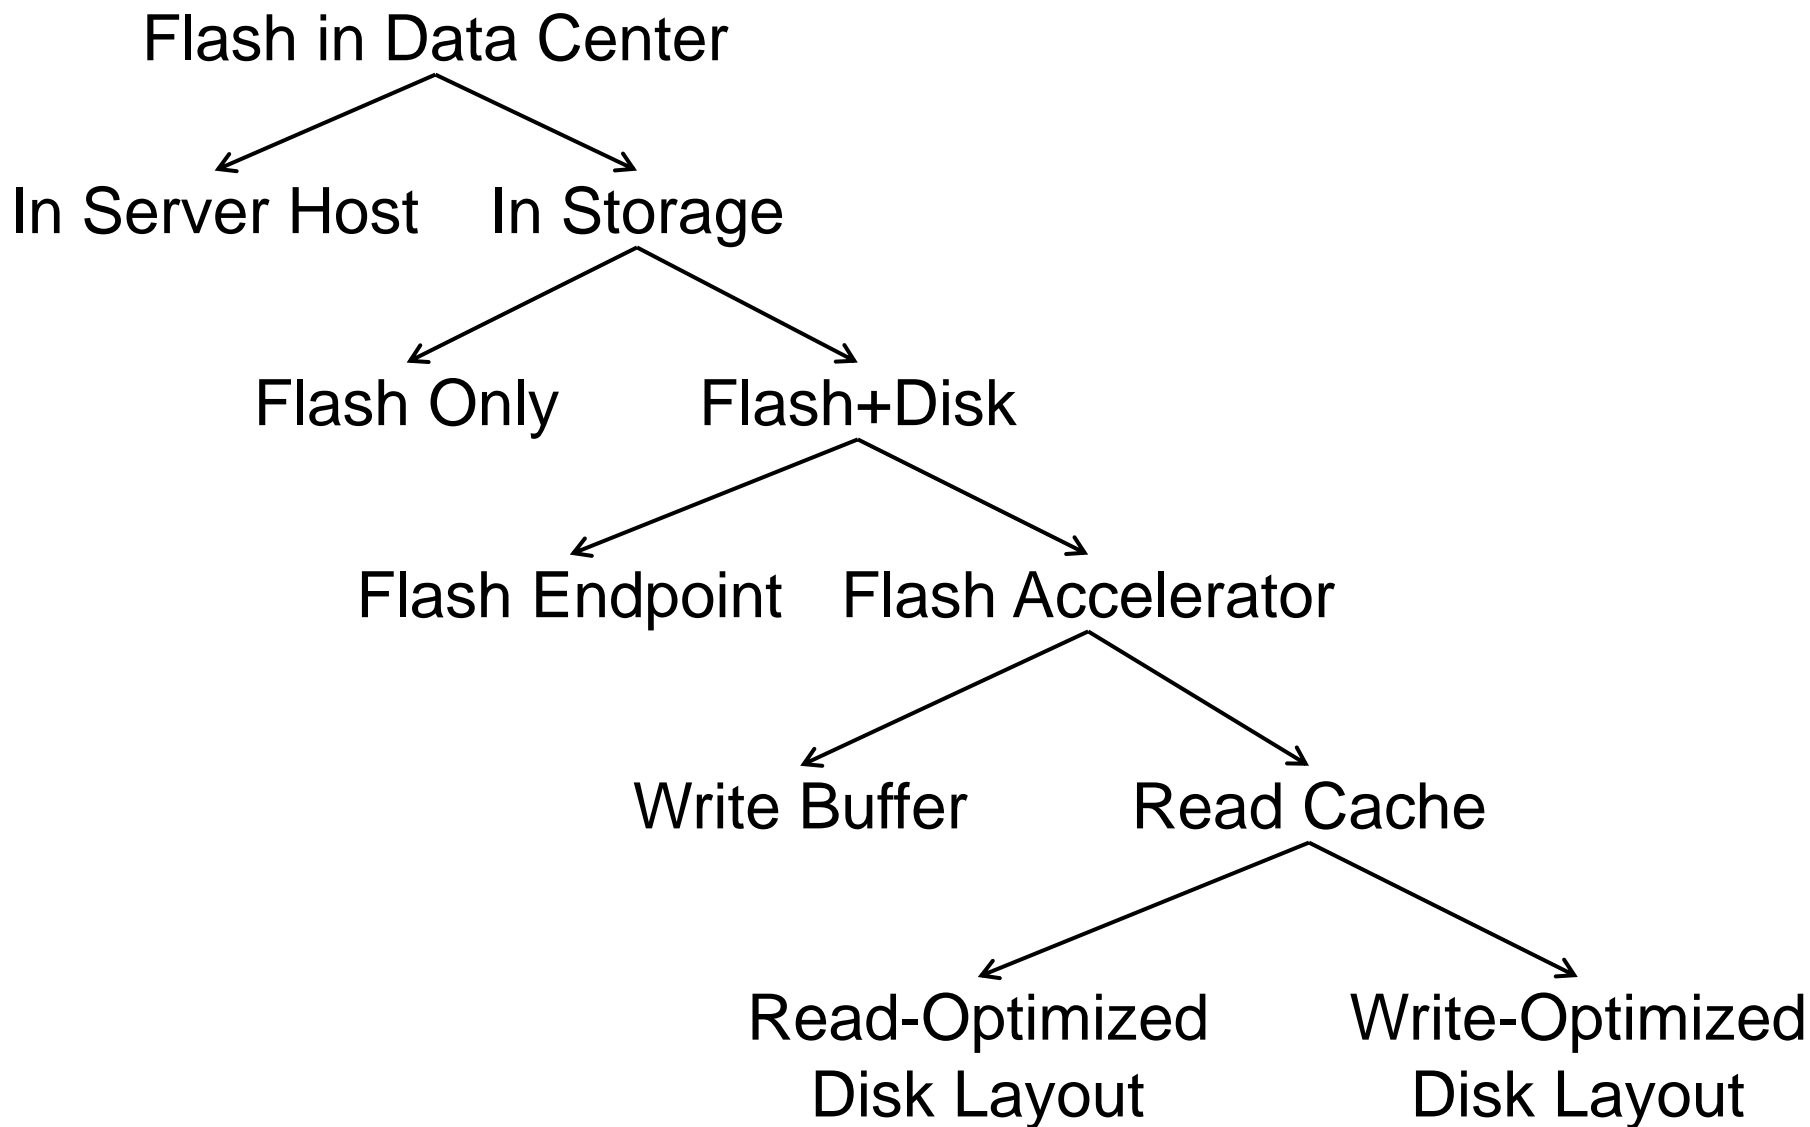 Flash in Data Center
In Server Host
In Storage
Flash Only
Flash+Disk
Flash Endpoint
Flash Accelerator
Write Buffer
Read Cache
Read-Optimized
Disk Layout
Write-Optimized
Disk Layout